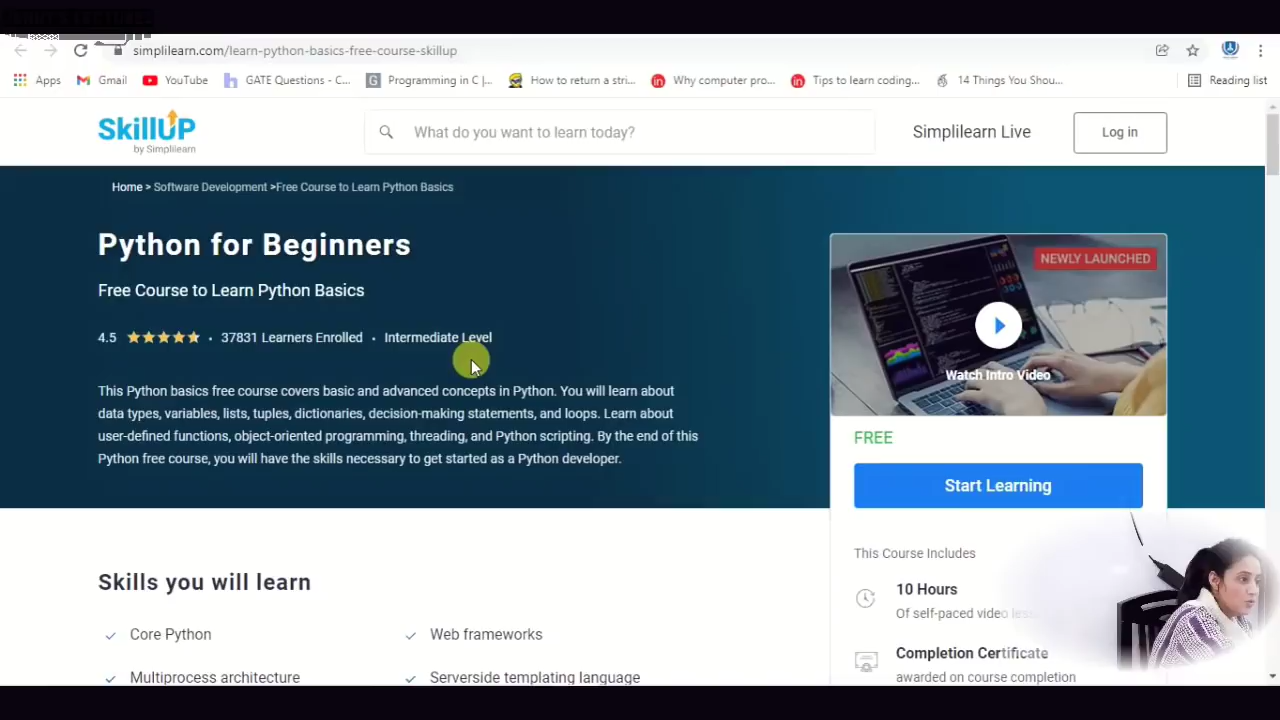 simplilearn.com/learn-python-basics-free-course-skillup
Apps
Gmail
YouTube
GATE Questions - C...
Programming in C |...
How to return a stri...
Why computer pro...
Tips to learn coding...
14 Things You Shou...
Reading list
SkillUP
by Simplilearn
What do you want to learn today?
Simplilearn Live
Log in
Home > Software Development >Free Course to Learn Python Basics
Python for Beginners
Free Course to Learn Python Basics
4.5
37831 Learners Enrolled
Intermediate Level
This Python basics free course covers basic and advanced concepts in Python. You will learn about
data types, variables, lists, tuples, dictionaries, decision-making statements, and loops. Learn about
user-defined functions, object-oriented programming, threading, and Python scripting. By the end of this
Python free course, you will have the skills necessary to get started as a Python developer.
NEWLY LAUNCHED
Watch Intro Video
FREE
Start Learning
This Course Includes
10 Hours
Of self-paced video
Completion Certificate
awarded on course completion
Skills you will learn
Core Python
Web frameworks
Multiprocess architecture
Serverside templating language